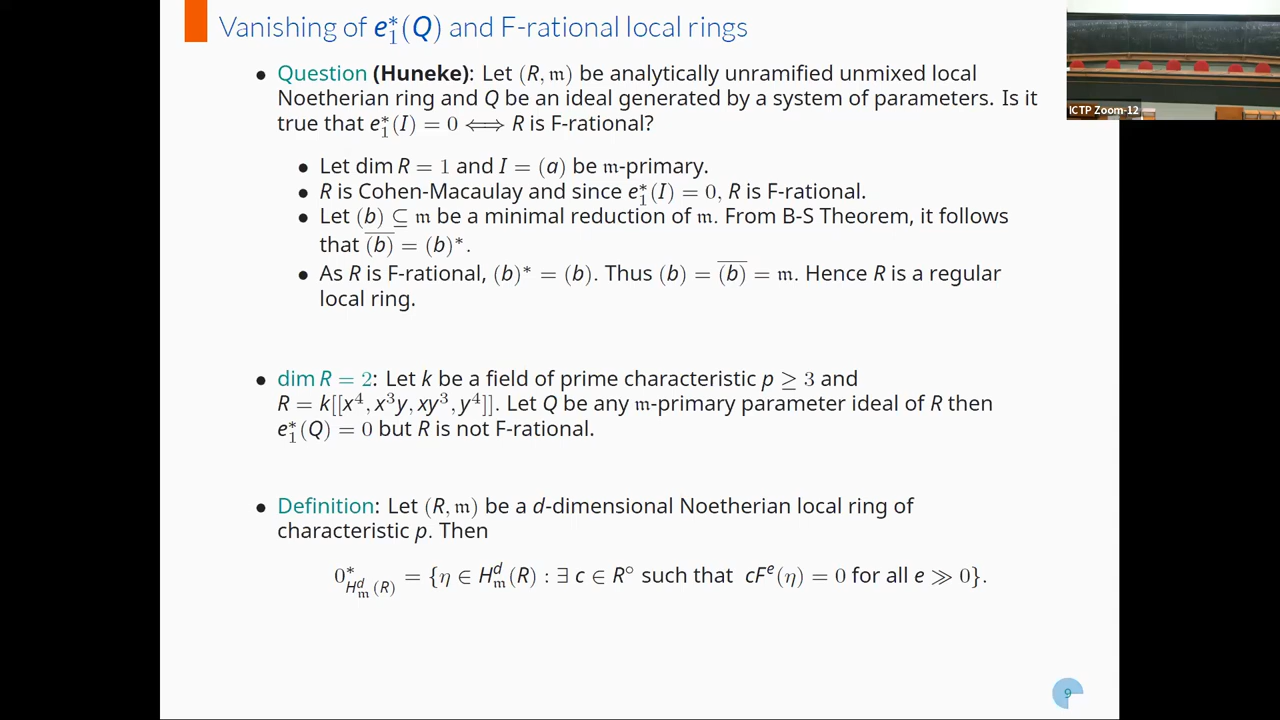 Vanishing of e₁*(Q) and F-rational local rings
• Question (Huneke): Let (R, 𝔪) be analytically unramified unmixed local
Noetherian ring and Q be an ideal generated by a system of parameters. Is it
true that e₁*(I) = 0 ⟺ R is F-rational?
• Let dim R = 1 and I = (a) be 𝔪-primary.
• R is Cohen-Macaulay and since e₁*(I) = 0, R is F-rational.
• Let (b) ⊆ 𝔪 be a minimal reduction of 𝔪. From B-S Theorem, it follows
that \overline{(b)} = (b)*.
• As R is F-rational, (b)* = (b). Thus (b) = \overline{(b)} = 𝔪. Hence R is a regular
local ring.
• dim R = 2: Let k be a field of prime characteristic p ≥ 3 and
R = k[[x⁴, x³y, xy³, y⁴]]. Let Q be any 𝔪-primary parameter ideal of R then
e₁*(Q) = 0 but R is not F-rational.
• Definition: Let (R, 𝔪) be a d-dimensional Noetherian local ring of
characteristic p. Then
0*_{H^d_𝔪(R)} = {η ∈ H^d_𝔪(R) : ∃ c ∈ R° such that cF^e(η) = 0 for all e ≫ 0}.
9
ICTP Zoom-12